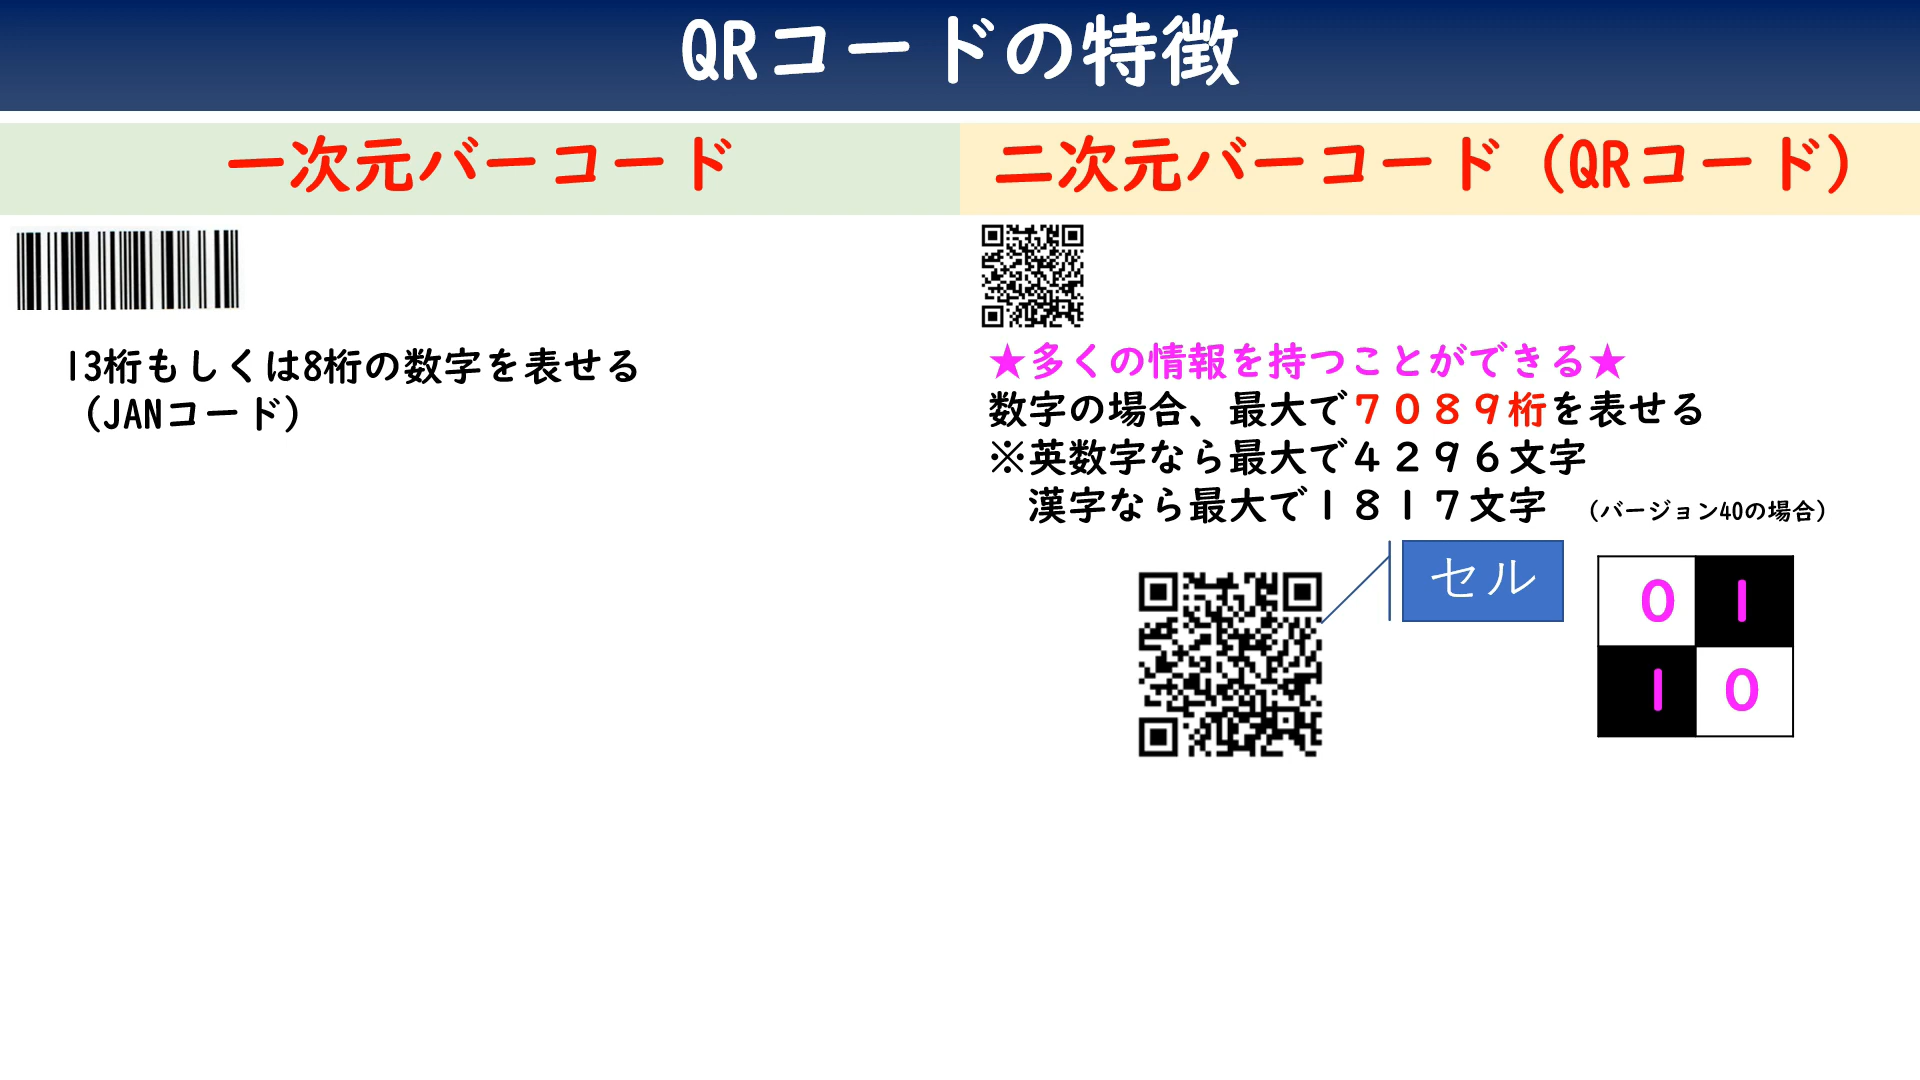 QRコードの特徴
一次元バーコード
二次元バーコード（QRコード）
13桁もしくは8桁の数字を表せる
（JANコード）
★多くの情報を持つことができる★
数字の場合、最大で７０８９桁を表せる
※英数字なら最大で４２９６文字
漢字なら最大で１８１７文字　（バージョン40の場合）
セル
0 1
1 0